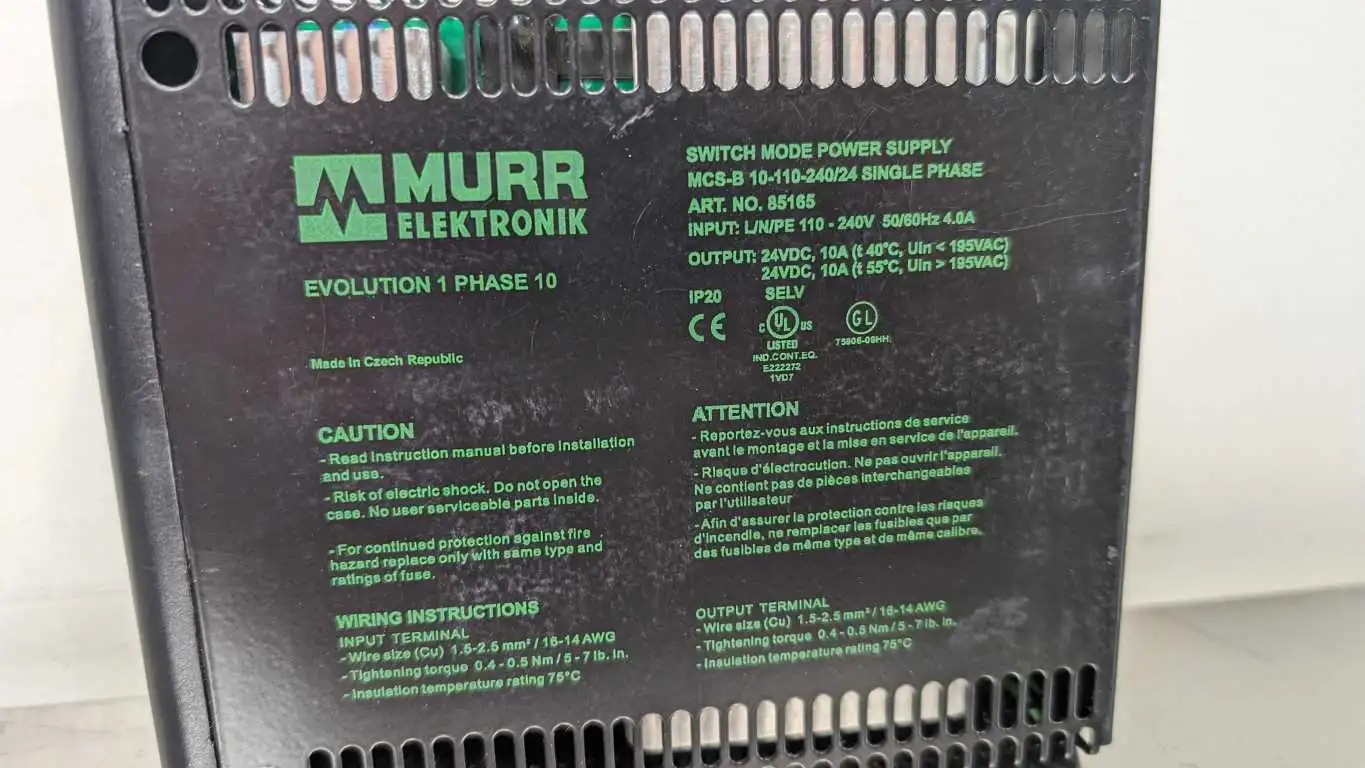 MURR
ELEKTRONIK
EVOLUTION 1 PHASE 10
Made in Czech Republic
SWITCH MODE POWER SUPPLY
MCS-B 10-110-240/24 SINGLE PHASE
ART. NO. 85165
INPUT: L/N/PE 110 - 240V 50/60Hz 4.0A
OUTPUT: 24VDC, 10A (t 40°C, Uin < 195VAC)
24VDC, 10A (t 55°C, Uin > 195VAC)
IP20 SELV
CE C UL US GL
LISTED 75906-09HH
IND.CONT.EQ.
E222272
1VD7
CAUTION
- Read instruction manual before installation
and use.
- Risk of electric shock. Do not open the
case. No user serviceable parts inside.
- For continued protection against fire
hazard replace only with same type and
ratings of fuse.
ATTENTION
- Reportez-vous aux instructions de service
avant le montage et la mise en service de l'appareil.
- Risque d'électrocution. Ne pas ouvrir l'appareil.
Ne contient pas de pièces interchangeables
par l'utilisateur
- Afin d'assurer la protection contre les risques
d'incendie, ne remplacer les fusibles que par
des fusibles de même type et de même calibre.
WIRING INSTRUCTIONS
INPUT TERMINAL
- Wire size (Cu) 1.5-2.5 mm² / 16-14 AWG
- Tightening torque 0.4 - 0.5 Nm / 5 - 7 lb. in.
- Insulation temperature rating 75°C
OUTPUT TERMINAL
- Wire size (Cu) 1.5-2.5 mm² / 16-14 AWG
- Tightening torque 0.4 - 0.5 Nm / 5 - 7 lb. in.
- Insulation temperature rating 75°C